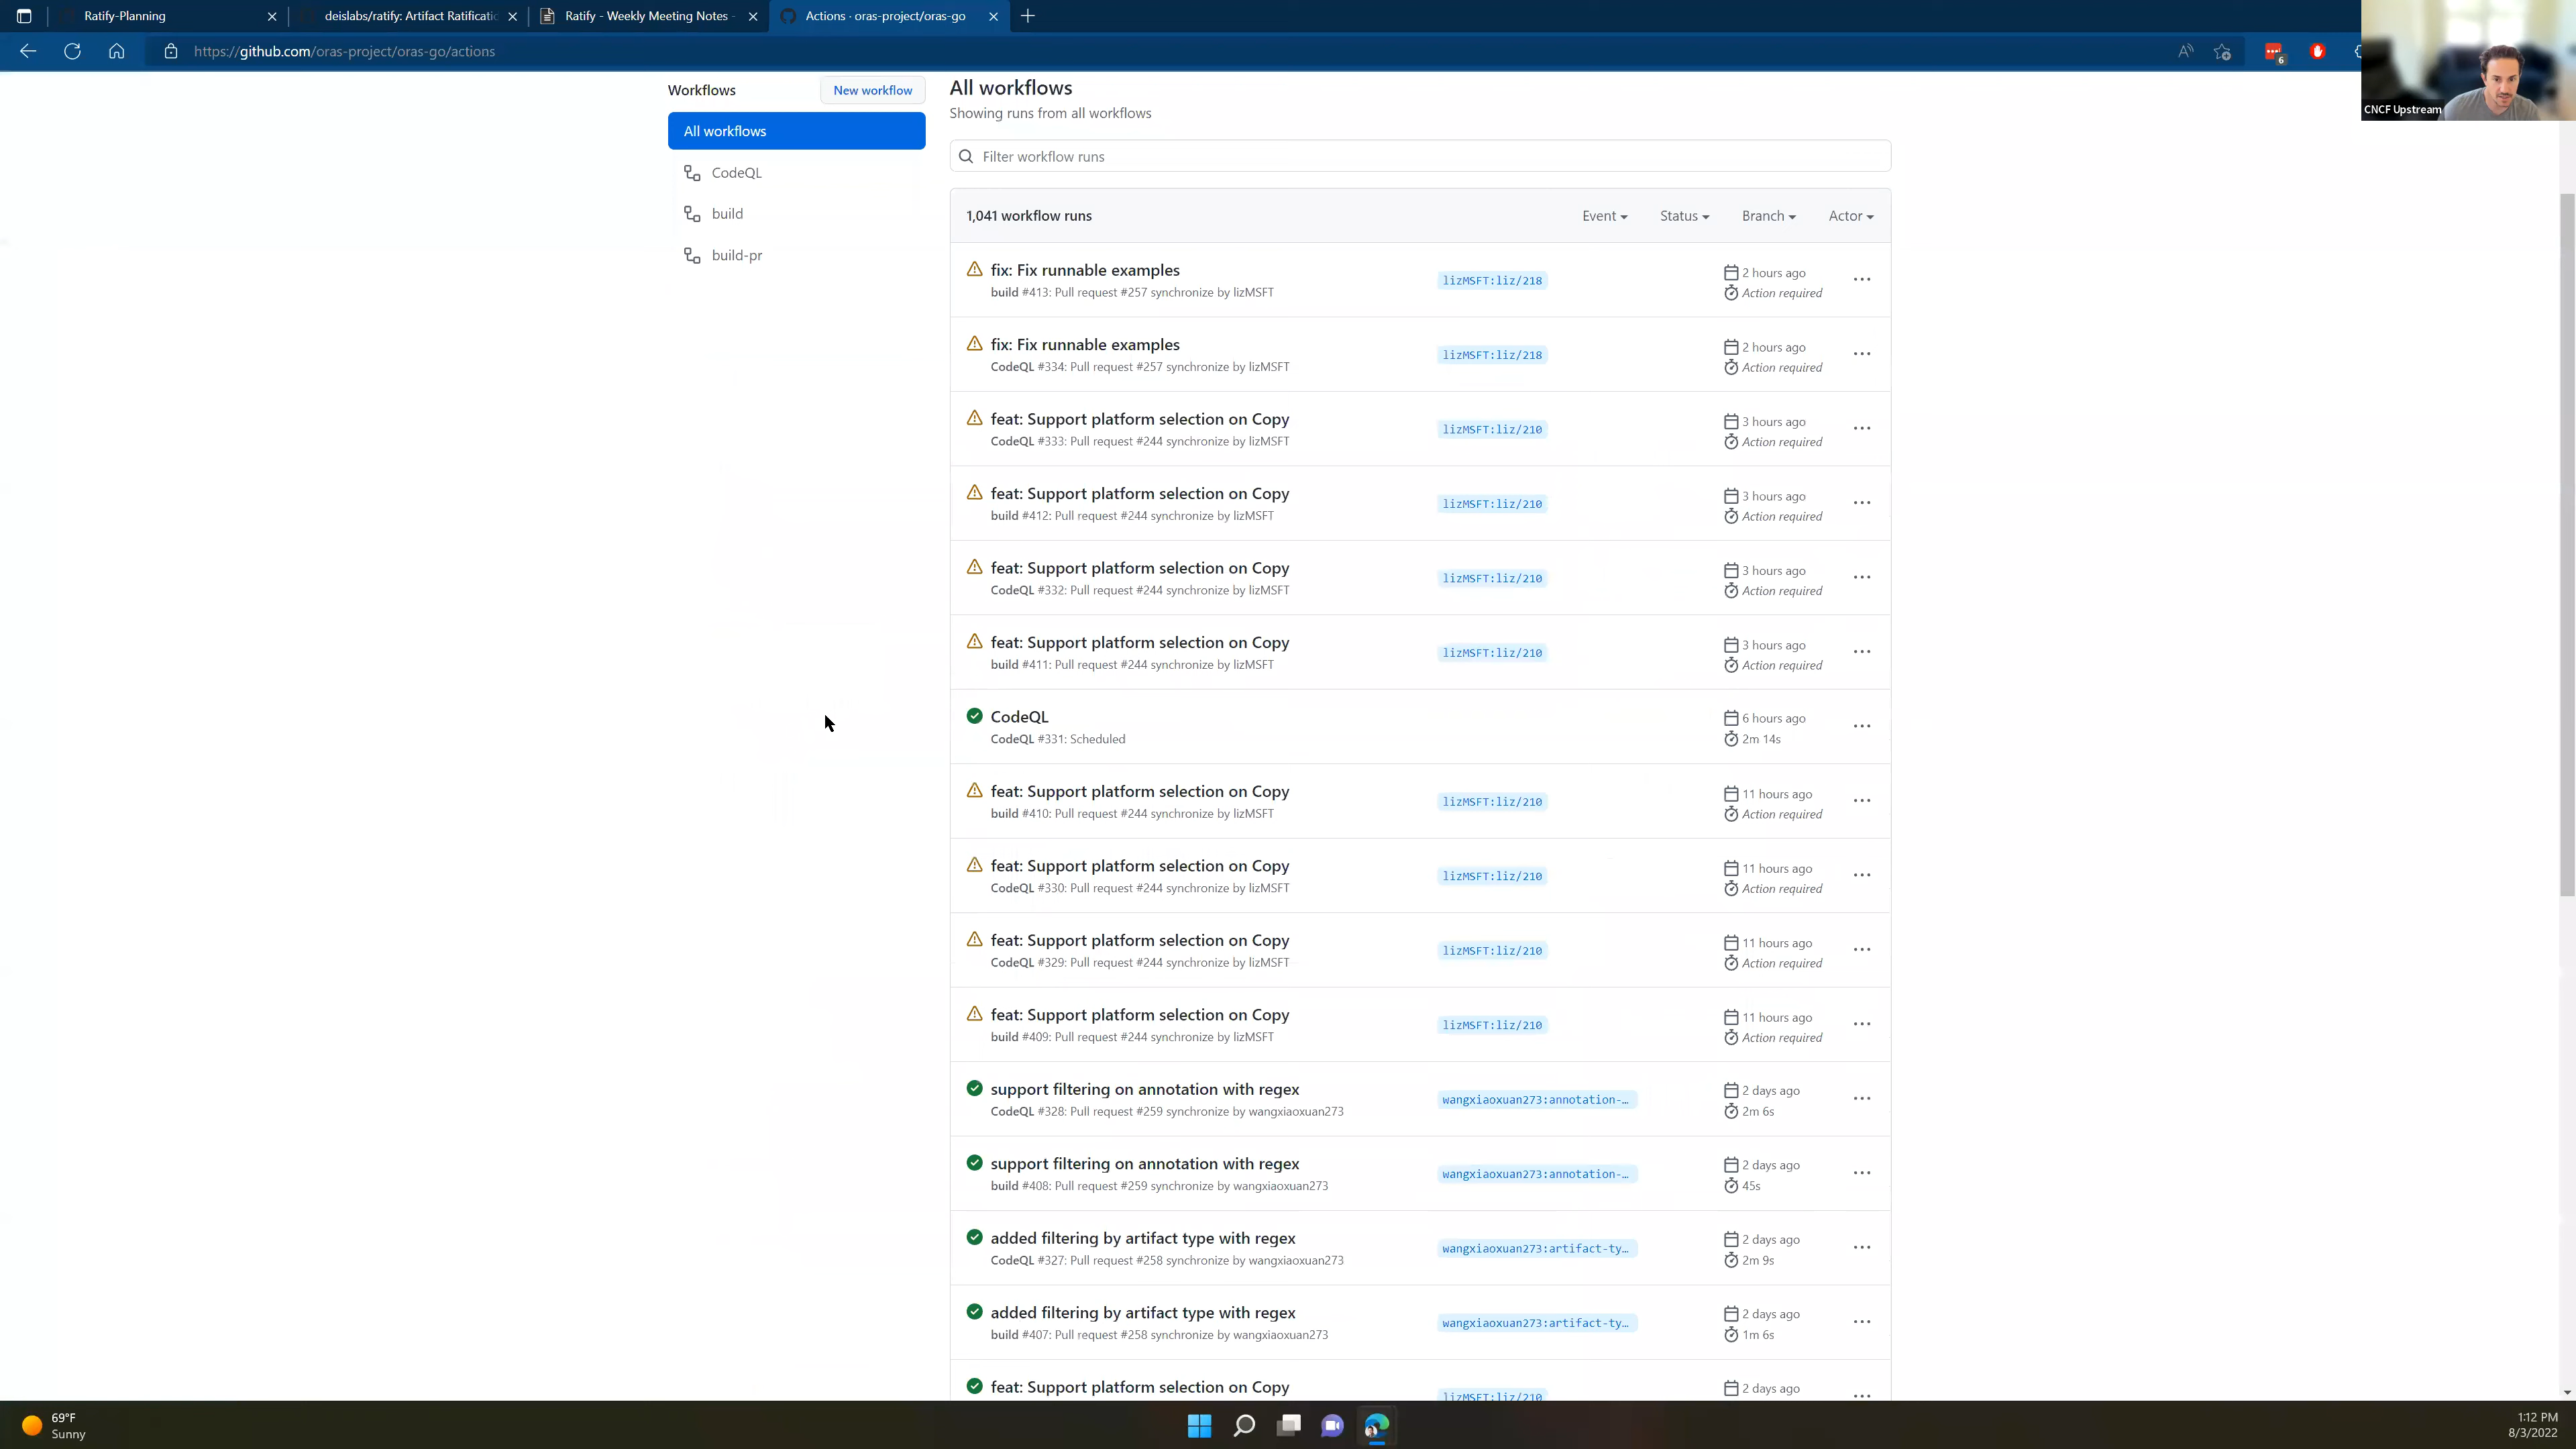 Ratify-Planning
deislabs/ratify: Artifact Ratificatic
Ratify - Weekly Meeting Notes -
Actions · oras-project/oras-go
https://github.com/oras-project/oras-go/actions
6
CNCF Upstream
Workflows
New workflow
All workflows
CodeQL
build
build-pr
All workflows
Showing runs from all workflows
Filter workflow runs
1,041 workflow runs
Event
Status
Branch
Actor
fix: Fix runnable examples
build #413: Pull request #257 synchronize by lizMSFT
lizMSFT:liz/218
2 hours ago
Action required
fix: Fix runnable examples
CodeQL #334: Pull request #257 synchronize by lizMSFT
lizMSFT:liz/218
2 hours ago
Action required
feat: Support platform selection on Copy
CodeQL #333: Pull request #244 synchronize by lizMSFT
lizMSFT:liz/210
3 hours ago
Action required
feat: Support platform selection on Copy
build #412: Pull request #244 synchronize by lizMSFT
lizMSFT:liz/210
3 hours ago
Action required
feat: Support platform selection on Copy
CodeQL #332: Pull request #244 synchronize by lizMSFT
lizMSFT:liz/210
3 hours ago
Action required
feat: Support platform selection on Copy
build #411: Pull request #244 synchronize by lizMSFT
lizMSFT:liz/210
3 hours ago
Action required
CodeQL
CodeQL #331: Scheduled
6 hours ago
2m 14s
feat: Support platform selection on Copy
build #410: Pull request #244 synchronize by lizMSFT
lizMSFT:liz/210
11 hours ago
Action required
feat: Support platform selection on Copy
CodeQL #330: Pull request #244 synchronize by lizMSFT
lizMSFT:liz/210
11 hours ago
Action required
feat: Support platform selection on Copy
CodeQL #329: Pull request #244 synchronize by lizMSFT
lizMSFT:liz/210
11 hours ago
Action required
feat: Support platform selection on Copy
build #409: Pull request #244 synchronize by lizMSFT
lizMSFT:liz/210
11 hours ago
Action required
support filtering on annotation with regex
CodeQL #328: Pull request #259 synchronize by wangxiaoxuan273
wangxiaoxuan273:annotation-…
2 days ago
2m 6s
support filtering on annotation with regex
build #408: Pull request #259 synchronize by wangxiaoxuan273
wangxiaoxuan273:annotation-…
2 days ago
45s
added filtering by artifact type with regex
CodeQL #327: Pull request #258 synchronize by wangxiaoxuan273
wangxiaoxuan273:artifact-ty…
2 days ago
2m 9s
added filtering by artifact type with regex
build #407: Pull request #258 synchronize by wangxiaoxuan273
wangxiaoxuan273:artifact-ty…
2 days ago
1m 6s
feat: Support platform selection on Copy
lizMSFT:liz/210
2 days ago
69°F
Sunny
1:12 PM
8/3/2022